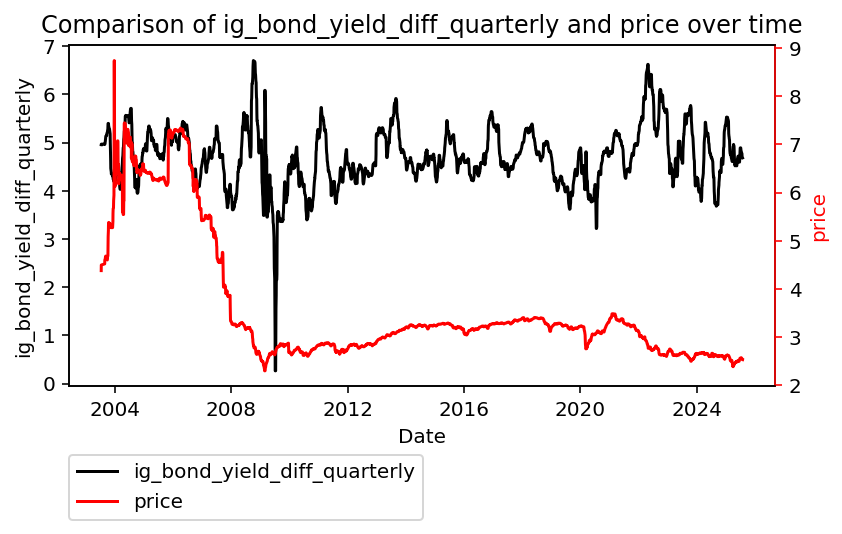 Comparison of ig_bond_yield_diff_quarterly and price over time
7
6
5
4
3
2
1
0
ig_bond_yield_diff_quarterly
9
8
7
6
5
4
3
2
price
2004 2008 2012 2016 2020 2024
Date
ig_bond_yield_diff_quarterly
price